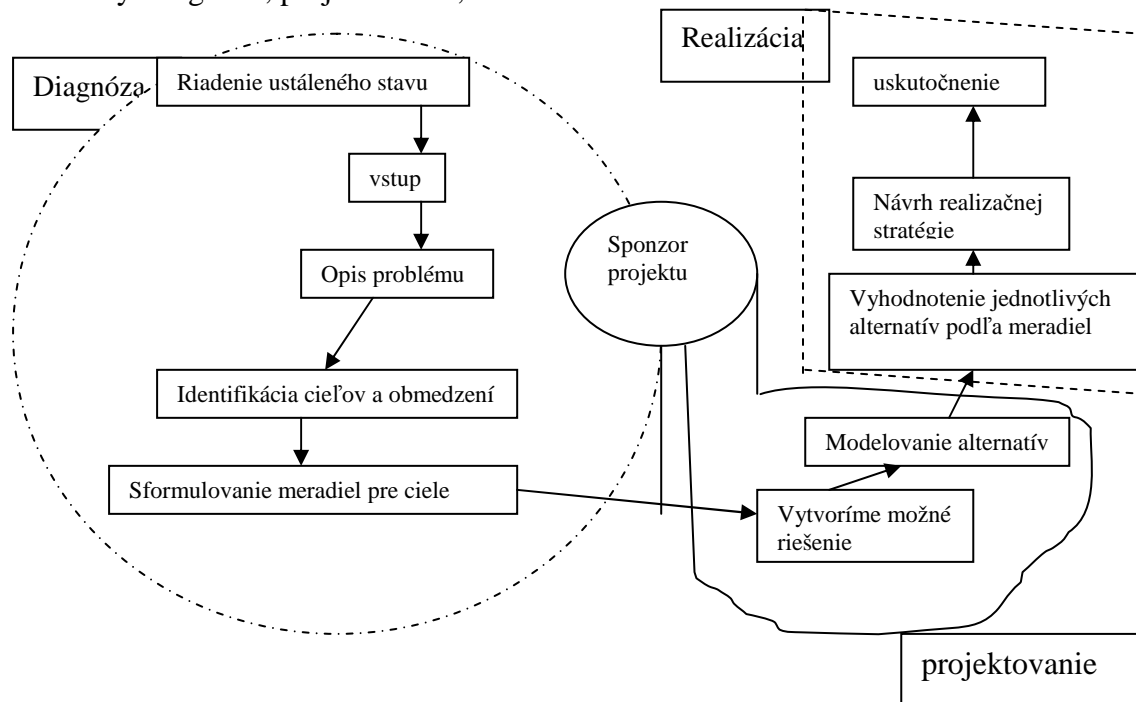 Diagnóza
Riadenie ustáleného stavu
vstup
Opis problému
Identifikácia cieľov a obmedzení
Sformulovanie meradiel pre ciele
Sponzor
projektu
Realizácia
uskutočnenie
Návrh realizačnej
stratégie
Vyhodnotenie jednotlivých
alternatív podľa meradiel
Modelovanie alternatív
Vytvoríme možné
riešenie
projektovanie